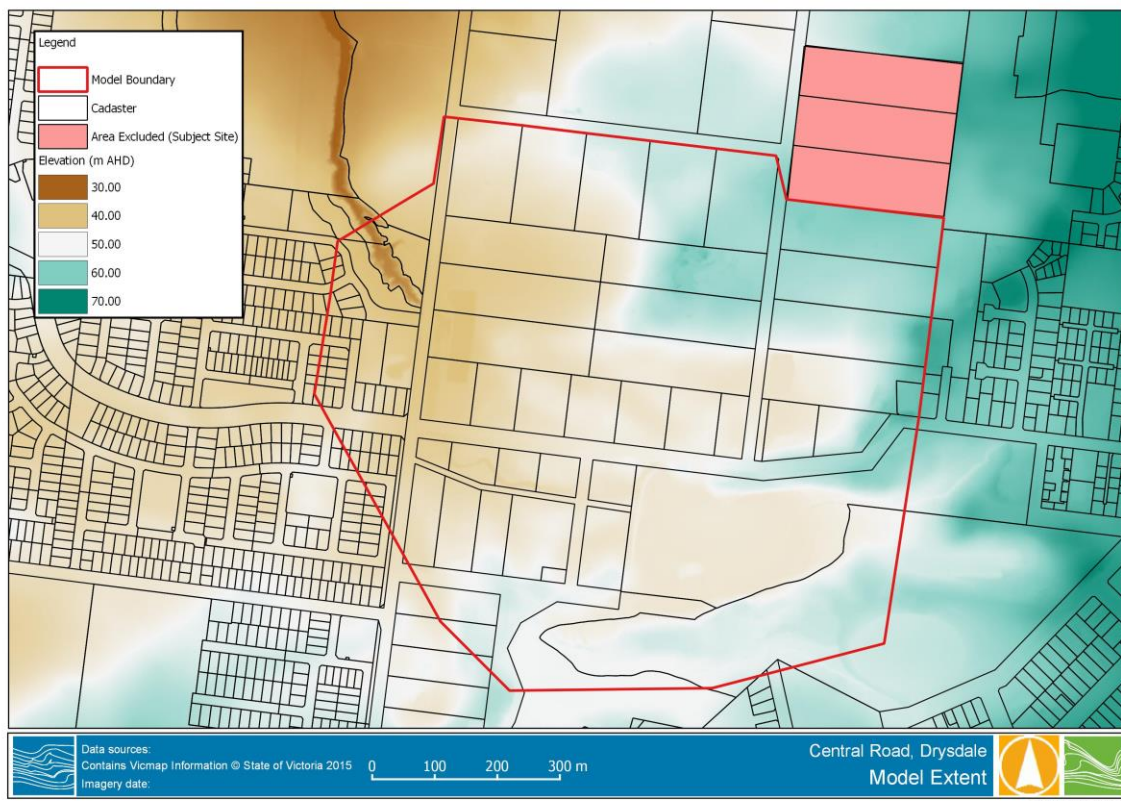 Legend
Model Boundary
Cadaster
Area Excluded (Subject Site)
Elevation (m AHD)
30.00
40.00
50.00
60.00
70.00
Data sources:
Contains Vicmap Information © State of Victoria 2015
Imagery date:
0 100 200 300 m
Central Road, Drysdale
Model Extent